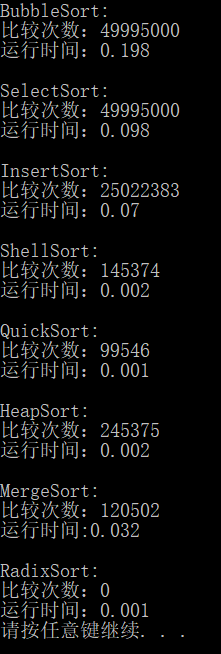 BubbleSort:
比较次数：49995000
运行时间：0.198
SelectSort:
比较次数：49995000
运行时间：0.098
InsertSort:
比较次数：25022383
运行时间：0.07
ShellSort:
比较次数：145374
运行时间：0.002
QuickSort:
比较次数：99546
运行时间：0.001
HeapSort:
比较次数：245375
运行时间：0.002
MergeSort:
比较次数：120502
运行时间:0.032
RadixSort:
比较次数：0
运行时间：0.001
请按任意键继续. . .